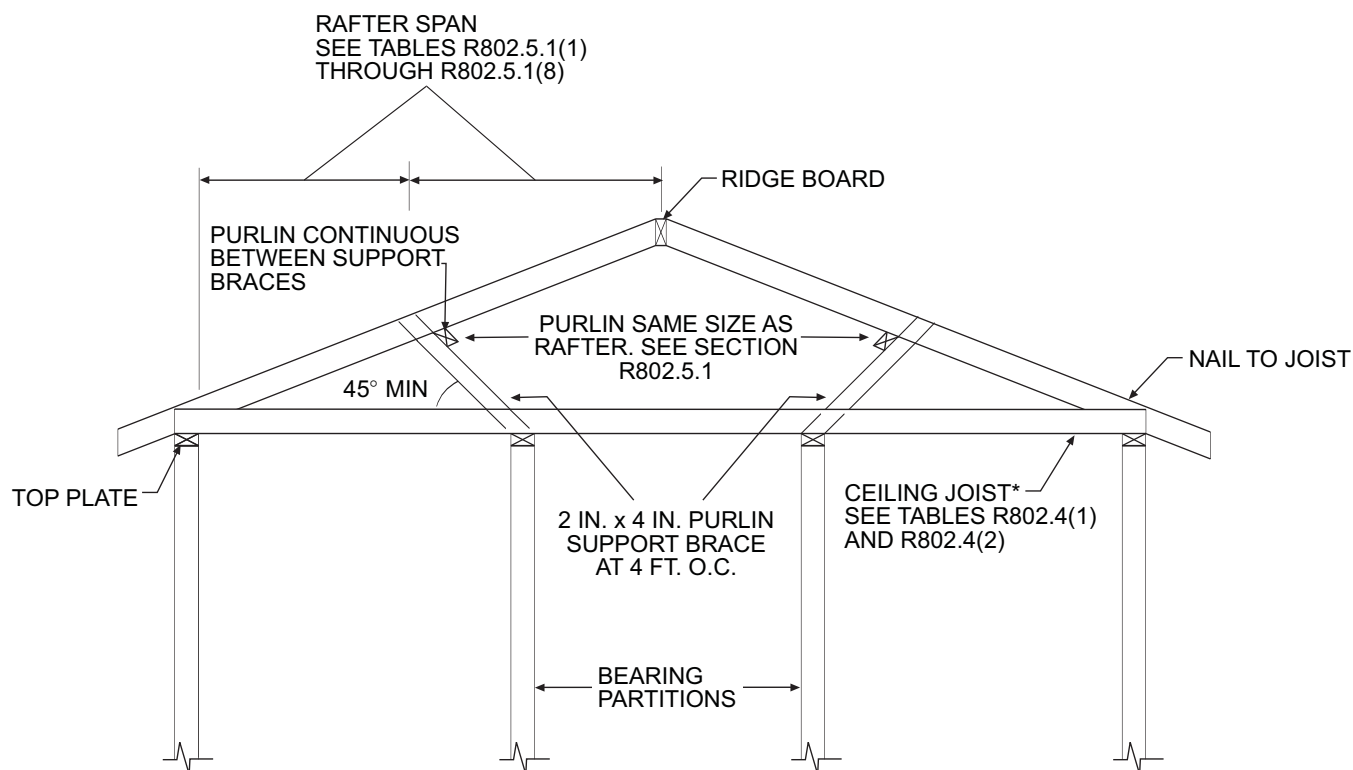 RAFTER SPAN
SEE TABLES R802.5.1(1)
THROUGH R802.5.1(8)
RIDGE BOARD
PURLIN CONTINUOUS
BETWEEN SUPPORT
BRACES
PURLIN SAME SIZE AS
RAFTER. SEE SECTION
R802.5.1
NAIL TO JOIST
45° MIN
TOP PLATE
2 IN. x 4 IN. PURLIN
SUPPORT BRACE
AT 4 FT. O.C.
CEILING JOIST*
SEE TABLES R802.4(1)
AND R802.4(2)
BEARING
PARTITIONS